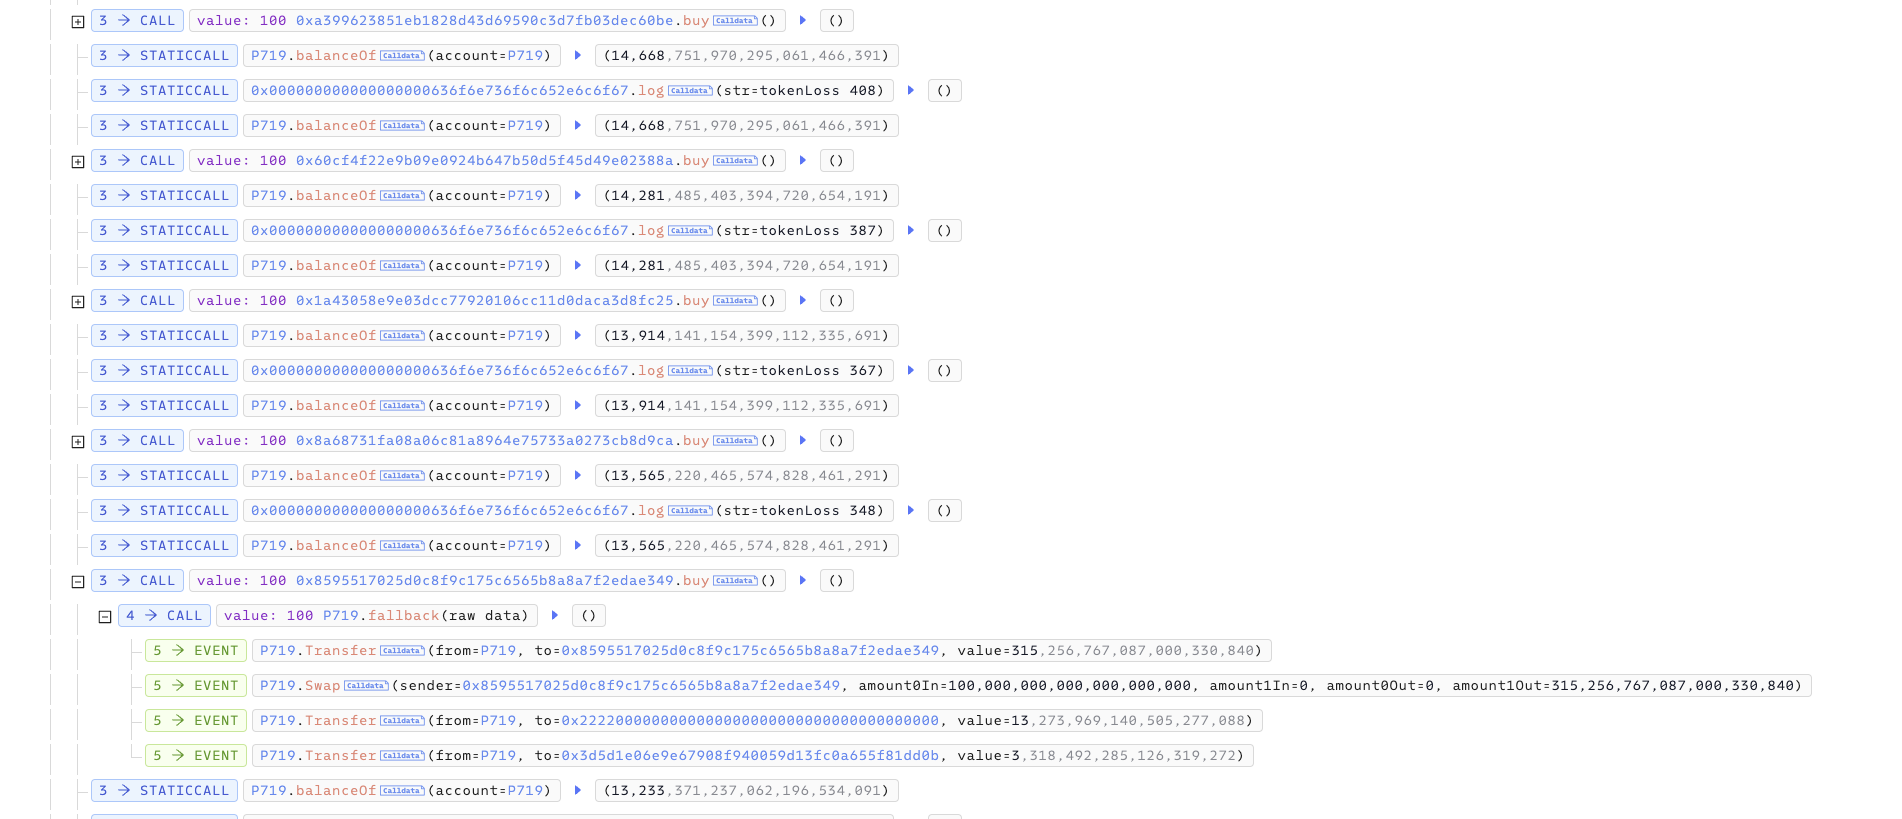 3 → CALL value: 100 0xa399623851eb1828d43d69590c3d7fb03dec60be.buy Calldata () ()
3 → STATICCALL P719.balanceOf Calldata (account=P719) (14,668,751,970,295,061,466,391)
3 → STATICCALL 0x000000000000000000636f6e736f6c652e6c6f67.log Calldata (str=tokenLoss 408) ()
3 → STATICCALL P719.balanceOf Calldata (account=P719) (14,668,751,970,295,061,466,391)
3 → CALL value: 100 0x60cf4f22e9b09e0924b647b50d5f45d49e02388a.buy Calldata () ()
3 → STATICCALL P719.balanceOf Calldata (account=P719) (14,281,485,403,394,720,654,191)
3 → STATICCALL 0x000000000000000000636f6e736f6c652e6c6f67.log Calldata (str=tokenLoss 387) ()
3 → STATICCALL P719.balanceOf Calldata (account=P719) (14,281,485,403,394,720,654,191)
3 → CALL value: 100 0x1a43058e9e03dcc77920106cc11d0daca3d8fc25.buy Calldata () ()
3 → STATICCALL P719.balanceOf Calldata (account=P719) (13,914,141,154,399,112,335,691)
3 → STATICCALL 0x000000000000000000636f6e736f6c652e6c6f67.log Calldata (str=tokenLoss 367) ()
3 → STATICCALL P719.balanceOf Calldata (account=P719) (13,914,141,154,399,112,335,691)
3 → CALL value: 100 0x8a68731fa08a06c81a8964e75733a0273cb8d9ca.buy Calldata () ()
3 → STATICCALL P719.balanceOf Calldata (account=P719) (13,565,220,465,574,828,461,291)
3 → STATICCALL 0x000000000000000000636f6e736f6c652e6c6f67.log Calldata (str=tokenLoss 348) ()
3 → STATICCALL P719.balanceOf Calldata (account=P719) (13,565,220,465,574,828,461,291)
3 → CALL value: 100 0x8595517025d0c8f9c175c6565b8a8a7f2edae349.buy Calldata () ()
4 → CALL value: 100 P719.fallback(raw data) ()
5 → EVENT P719.Transfer Calldata (from=P719, to=0x8595517025d0c8f9c175c6565b8a8a7f2edae349, value=315,256,767,087,000,330,840)
5 → EVENT P719.Swap Calldata (sender=0x8595517025d0c8f9c175c6565b8a8a7f2edae349, amount0In=100,000,000,000,000,000,000, amount1In=0, amount0Out=0, amount1Out=315,256,767,087,000,330,840)
5 → EVENT P719.Transfer Calldata (from=P719, to=0x2222000000000000000000000000000000000000, value=13,273,969,140,505,277,088)
5 → EVENT P719.Transfer Calldata (from=P719, to=0x3d5d1e06e9e67908f940059d13fc0a655f81dd0b, value=3,318,492,285,126,319,272)
3 → STATICCALL P719.balanceOf Calldata (account=P719) (13,233,371,237,062,196,534,091)